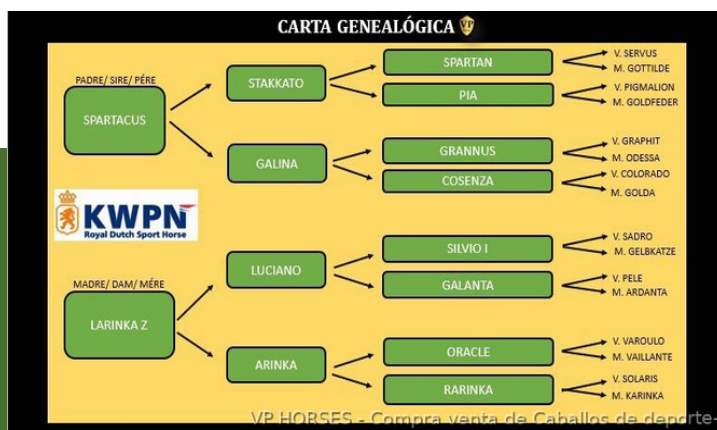 CARTA GENEALÓGICA VP
PADRE/ SIRE/ PÉRE
SPARTACUS
STAKKATO
GALINA
SPARTAN
PIA
GRANNUS
COSENZA
V. SERVUS
M. GOTTILDE
V. PIGMALION
M. GOLDFEDER
V. GRAPHIT
M. ODESSA
V. COLORADO
M. GOLDA
KWPN
Royal Dutch Sport Horse
MADRE/ DAM/ MÉRE
LARINKA Z
LUCIANO
ARINKA
SILVIO I
GALANTA
ORACLE
RARINKA
V. SADRO
M. GELBKATZE
V. PELE
M. ARDANTA
V. VAROULO
M. VAILLANTE
V. SOLARIS
M. KARINKA
VP HORSES - Compra venta de Caballos de deporte-